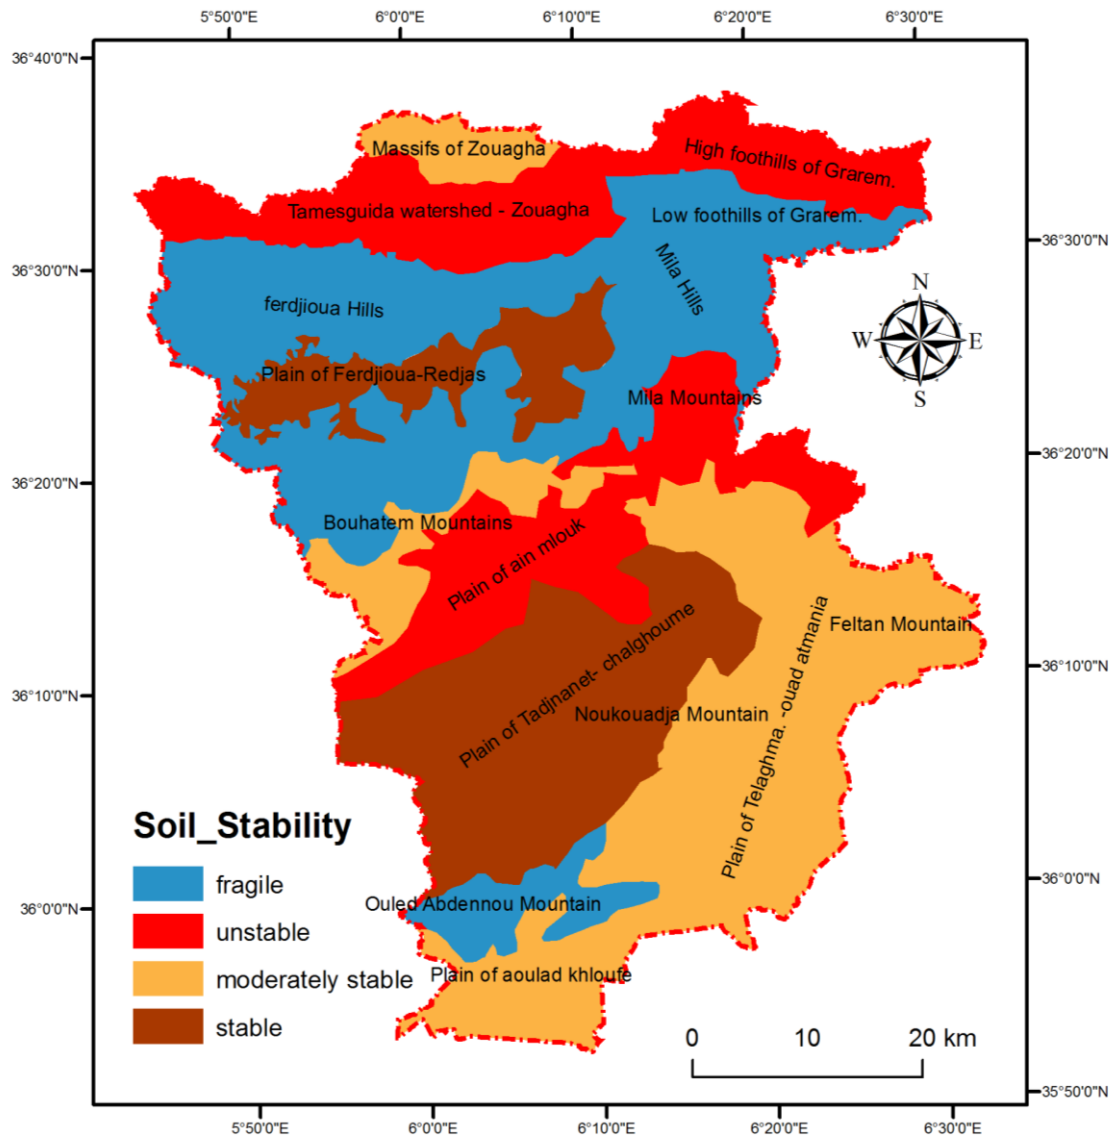 5°50'0"E 6°0'0"E 6°10'0"E 6°20'0"E 6°30'0"E
36°40'0"N
Massifs of Zouagha
High foothills of Grarem.
Tamesguida watershed - Zouagha
Low foothills of Grarem.
36°30'0"N
36°30'0"N
Mila Hills
ferdjioua Hills
N
W E
S
Plain of Ferdjioua-Redjas
Mila Mountains
36°20'0"N
36°20'0"N
Bouhatem Mountains
Plain of ain mlouk
Plain of Tadjnanet- chalghoume
Feltan Mountain
36°10'0"N
36°10'0"N
Noukouadja Mountain
Plain of Telaghma. -ouad atmania
Soil_Stability
fragile
unstable
moderately stable
stable
36°0'0"N
36°0'0"N
Ouled Abdennou Mountain
Plain of aoulad khloufe
0 10 20 km
35°50'0"N
5°50'0"E 6°0'0"E 6°10'0"E 6°20'0"E 6°30'0"E